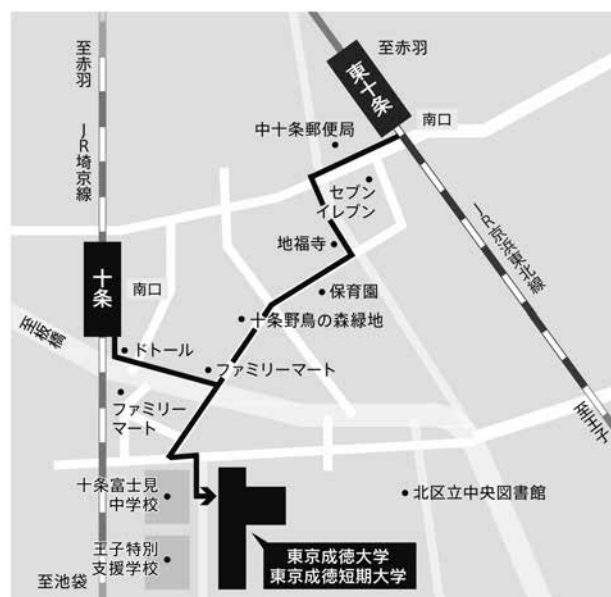 至赤羽
至赤羽
東十条
南口
中十条郵便局
JR埼京線
セブン
イレブン
JR京浜東北線
地福寺
十条
南口
保育園
十条野鳥の森緑地
至板橋
ドトール
ファミリーマート
ファミリー
マート
至王子
十条富士見
中学校
北区立中央図書館
王子特別
支援学校
東京成徳大学
東京成徳短期大学
至池袋